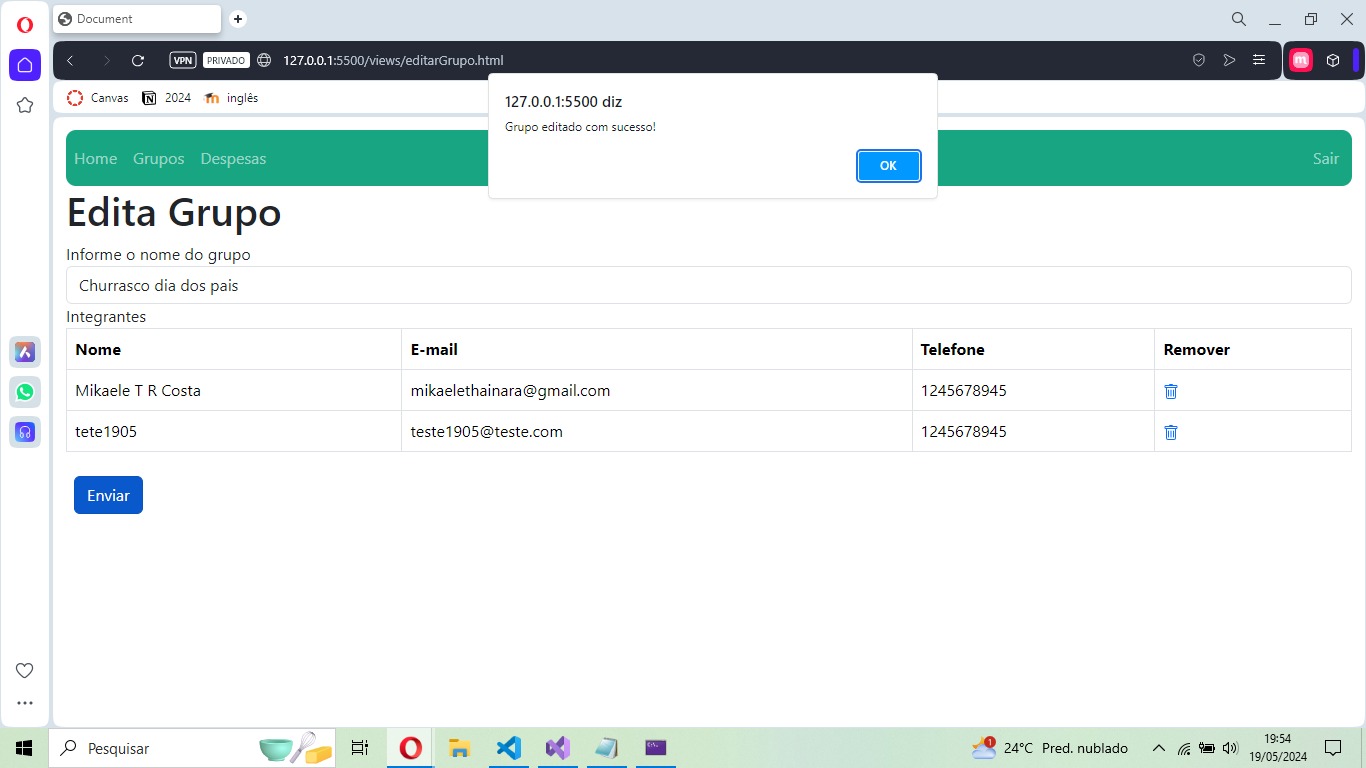 Document
VPN
PRIVADO
127.0.0.1:5500/views/editarGrupo.html
m
Canvas
2024
inglês
127.0.0.1:5500 diz
Grupo editado com sucesso!
OK
Home
Grupos
Despesas
Sair
Edita Grupo
Informe o nome do grupo
Churrasco dia dos pais
Integrantes
Nome E-mail Telefone Remover
Mikaele T R Costa mikaelethainara@gmail.com 1245678945
tete1905 teste1905@teste.com 1245678945
Enviar
Pesquisar
1
24°C Pred. nublado
19:54
19/05/2024